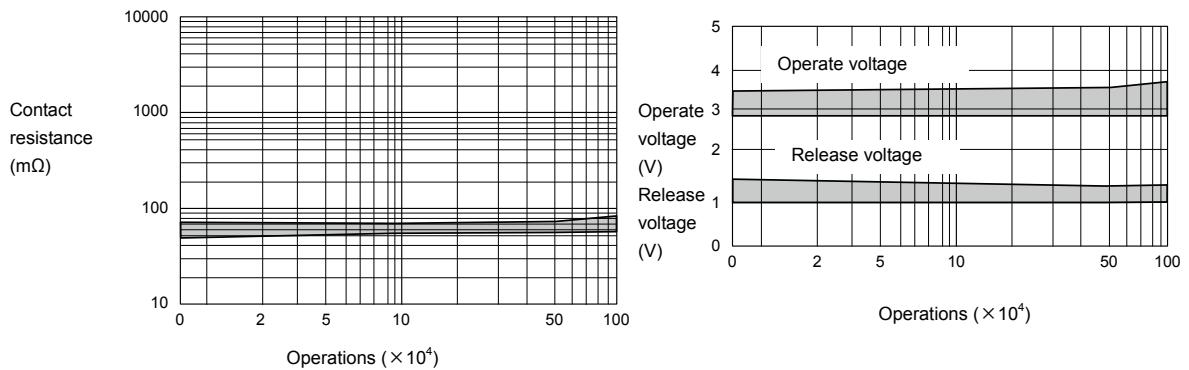 10000
1000
100
10
Contact
resistance
(mΩ)
0 2 5 10 50 100
Operations (×10⁴)
5
4
3
2
1
0
Operate voltage
Release voltage
Operate
voltage
(V)
Release
voltage
(V)
0 2 5 10 50 100
Operations (×10⁴)